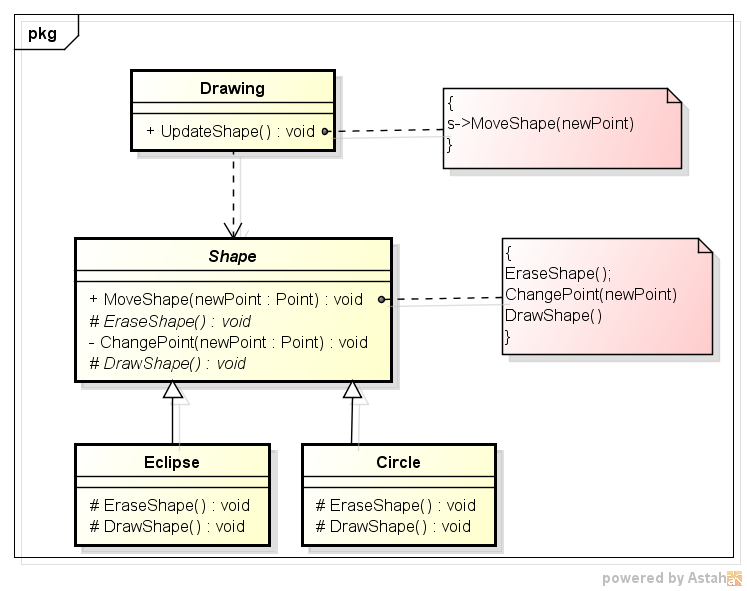 pkg
Drawing
+ UpdateShape() : void
{
s->MoveShape(newPoint)
}
Shape
+ MoveShape(newPoint : Point) : void
# EraseShape() : void
- ChangePoint(newPoint : Point) : void
# DrawShape() : void
{
EraseShape();
ChangePoint(newPoint)
DrawShape()
}
Eclipse
# EraseShape() : void
# DrawShape() : void
Circle
# EraseShape() : void
# DrawShape() : void
powered by Astah